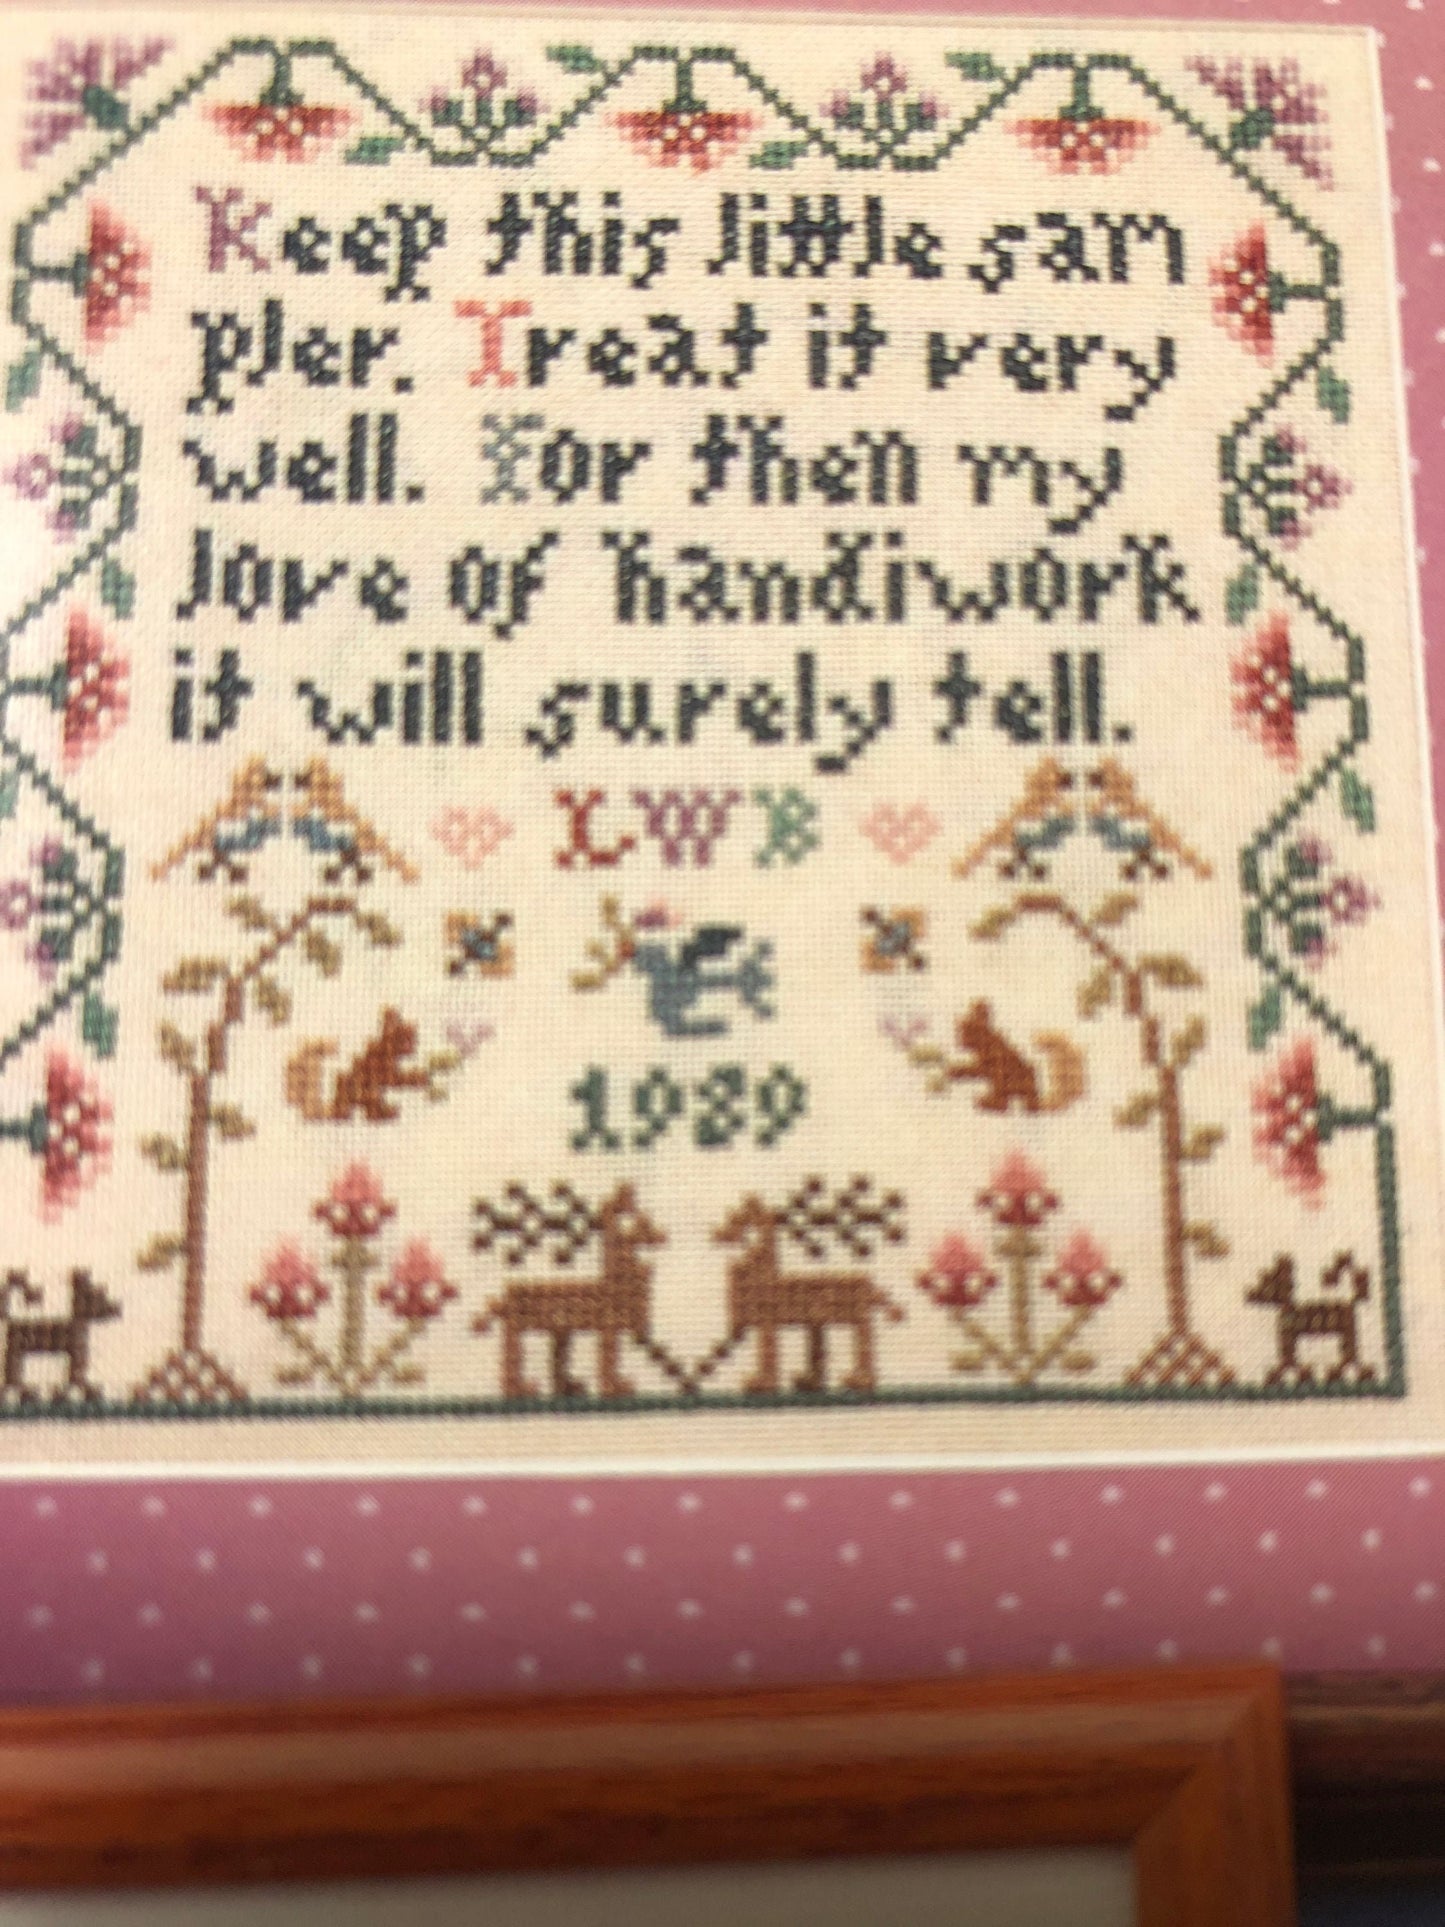 Keep this little sam
pler. Treat it very
well. For then my
love of handiwork
it will surely tell.
LWB
1989